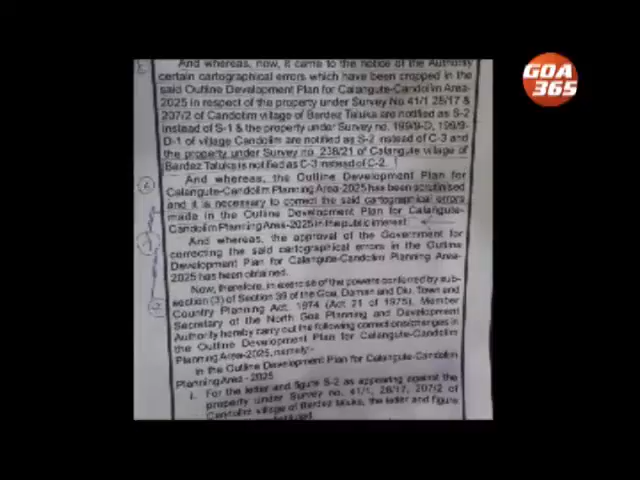 And whereas, now, it came to the notice of the Authority
certain cartographical errors which have been cropped in the
said Outline Development Plan for Calangute-Candolim Area-
2025 in respect of the property under Survey No.41/1 28/17 &
207/2 of Candolim village of Bardez Taluka are notified as S-2
instead of S-1 & the property under Survey no. 199/9-D, 199/9-
D-1 of village Candolim are notified as S-2 instead of C-3 and
the property under Survey no. 238/21 of Calangute village of
Bardez Taluka is notified as C-3 instead of C-2.
And whereas, the Outline Development Plan for
Calangute-Candolim Planning Area-2025 has been scrutinised
and it is necessary to correct the said cartographical errors
made in the Outline Development Plan for Calangute-
Candolim Planning Area-2025 in the public interest.
And whereas, the approval of the Government for
correcting the said cartographical errors in the Outline
Development Plan for Calangute-Candolim Planning Area-
2025 has been obtained.
Now, therefore, in exercise of the powers conferred by sub-
section (3) of Section 39 of the Goa, Daman and Diu, Town and
Country Planning Act, 1974 (Act 21 of 1975), Member
Secretary of the North Goa Planning and Development
Authority hereby carry out the following corrections/changes in
the Outline Development Plan for Calangute-Candolim
Planning Area-2025, namely:-
In the Outline Development Plan for Calangute-Candolim
Planning Area - 2025
i. For the letter and figure S-2 as appearing against the
property under Survey no. 41/1, 28/17, 207/2 of
Candolim village of Bardez taluka, the letter and figure
GOA
365